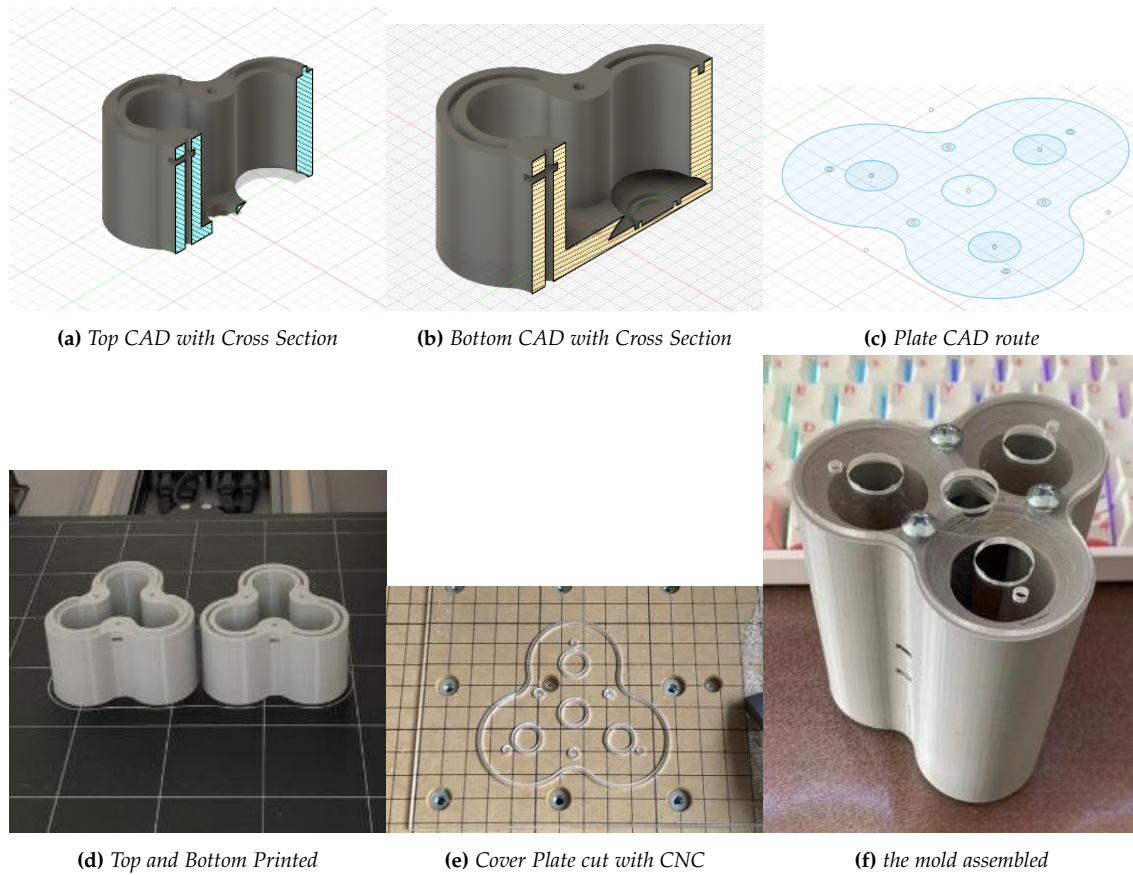 (a) Top CAD with Cross Section
(b) Bottom CAD with Cross Section
(c) Plate CAD route
E R T Y U D
D
X
(d) Top and Bottom Printed
(e) Cover Plate cut with CNC
(f) the mold assembled